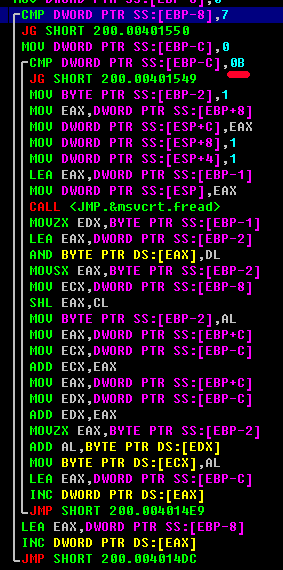 CMP DWORD PTR SS:[EBP-8],7
JG SHORT 200.00401550
MOV DWORD PTR SS:[EBP-C],0
CMP DWORD PTR SS:[EBP-C],0B
JG SHORT 200.00401549
MOV BYTE PTR SS:[EBP-2],1
MOV EAX,DWORD PTR SS:[EBP+8]
MOV DWORD PTR SS:[ESP+C],EAX
MOV DWORD PTR SS:[ESP+8],1
MOV DWORD PTR SS:[ESP+4],1
LEA EAX,DWORD PTR SS:[EBP-1]
MOV DWORD PTR SS:[ESP],EAX
CALL <JMP.&msvcrt.fread>
MOVZX EDX,BYTE PTR SS:[EBP-1]
LEA EAX,DWORD PTR SS:[EBP-2]
AND BYTE PTR DS:[EAX],DL
MOVSX EAX,BYTE PTR SS:[EBP-2]
MOV ECX,DWORD PTR SS:[EBP-8]
SHL EAX,CL
MOV BYTE PTR SS:[EBP-2],AL
MOV EAX,DWORD PTR SS:[EBP+C]
MOV ECX,DWORD PTR SS:[EBP-C]
ADD ECX,EAX
MOV EAX,DWORD PTR SS:[EBP+C]
MOV EDX,DWORD PTR SS:[EBP-C]
ADD EDX,EAX
MOVZX EAX,BYTE PTR SS:[EBP-2]
ADD AL,BYTE PTR DS:[EDX]
MOV BYTE PTR DS:[ECX],AL
LEA EAX,DWORD PTR SS:[EBP-C]
INC DWORD PTR DS:[EAX]
JMP SHORT 200.004014E9
LEA EAX,DWORD PTR SS:[EBP-8]
INC DWORD PTR DS:[EAX]
JMP SHORT 200.004014DC